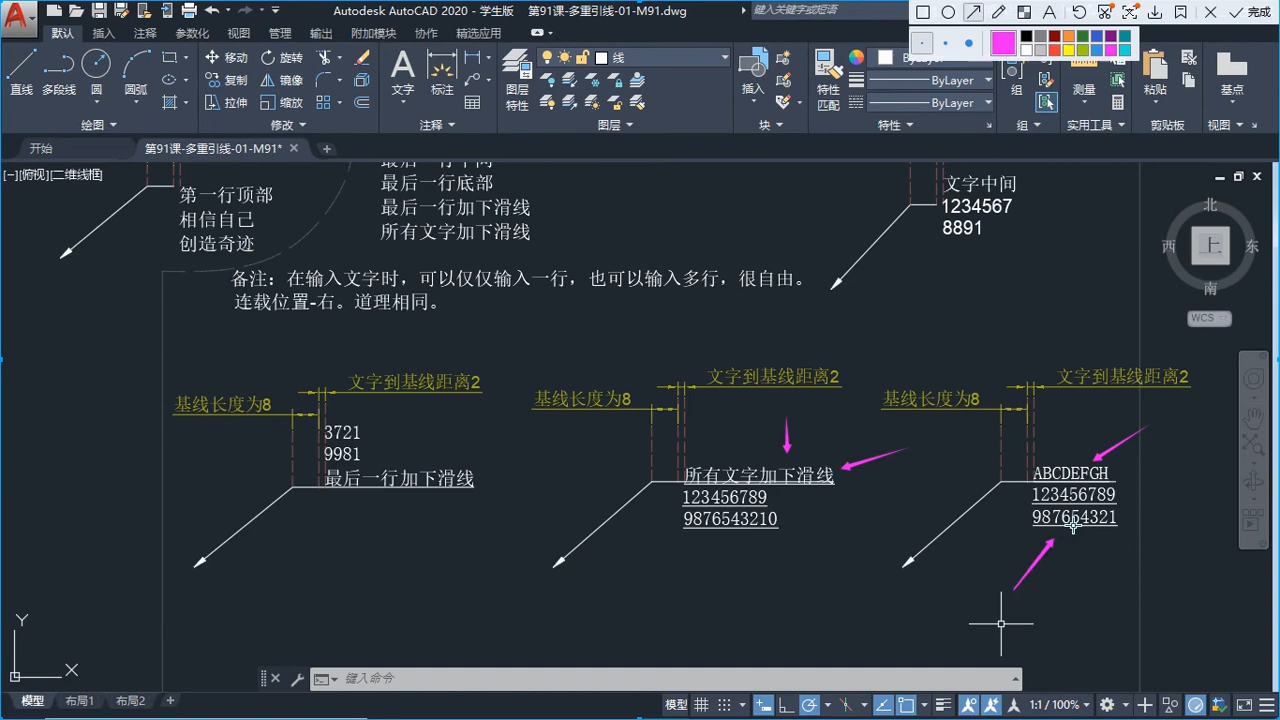 Autodesk AutoCAD 2020 - 学生版
第91课-多重引线-01-M91.dwg
键入关键字或短语
完成
默认
插入
注释
参数化
视图
管理
输出
附加模块
协作
精选应用
直线
多段线
圆
圆弧
移动
旋转
复制
镜像
拉伸
缩放
文字
标注
图层
特性
线
插入
特性
匹配
ByLayer
ByLayer
ByLayer
组
测量
粘贴
基点
绘图
修改
注释
图层
块
特性
组
实用工具
剪贴板
视图
开始
第91课-多重引线-01-M91*
[−][俯视][二维线框]
第一行顶部
相信自己
创造奇迹
最后一行中间
最后一行底部
最后一行加下滑线
所有文字加下滑线
文字中间
1234567
8891
备注：在输入文字时，可以仅仅输入一行，也可以输入多行，很自由。
连载位置-右。道理相同。
北
西
上
东
南
WCS
文字到基线距离2
基线长度为8
3721
9981
最后一行加下滑线
文字到基线距离2
基线长度为8
所有文字加下滑线
123456789
9876543210
文字到基线距离2
基线长度为8
ABCDEFGH
123456789
987654321
Y
X
键入命令
模型
布局1
布局2
模型
1:1 / 100%